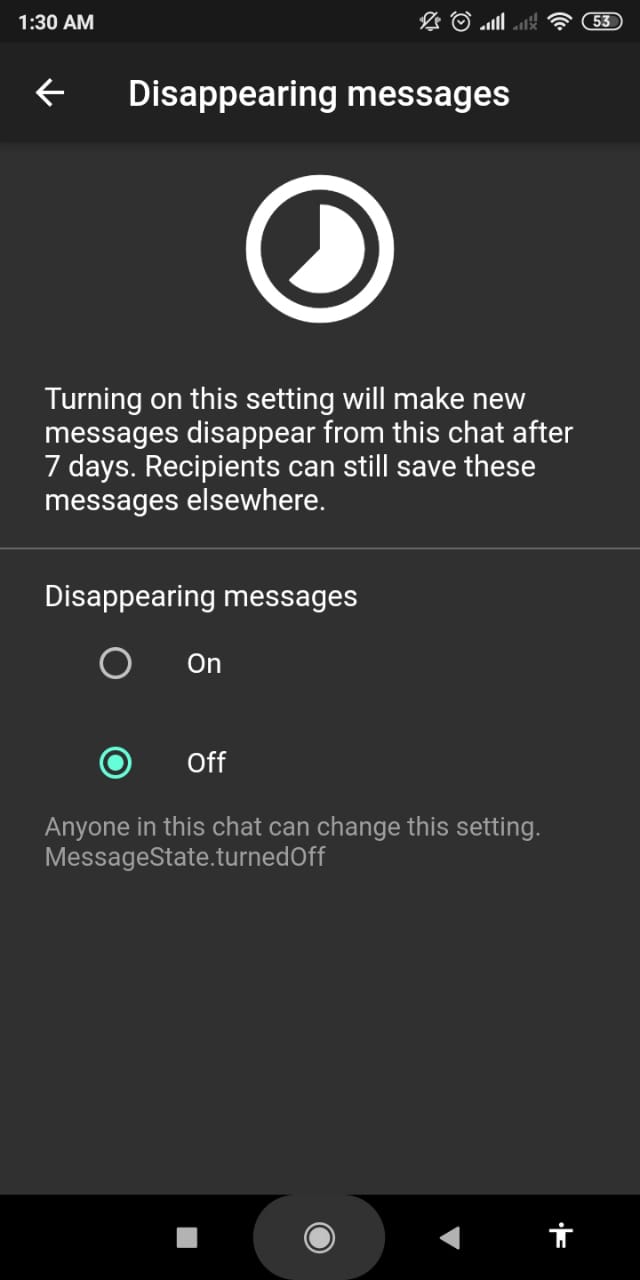 1:30 AM
53
Disappearing messages
Turning on this setting will make new
messages disappear from this chat after
7 days. Recipients can still save these
messages elsewhere.
Disappearing messages
On
Off
Anyone in this chat can change this setting.
MessageState.turnedOff